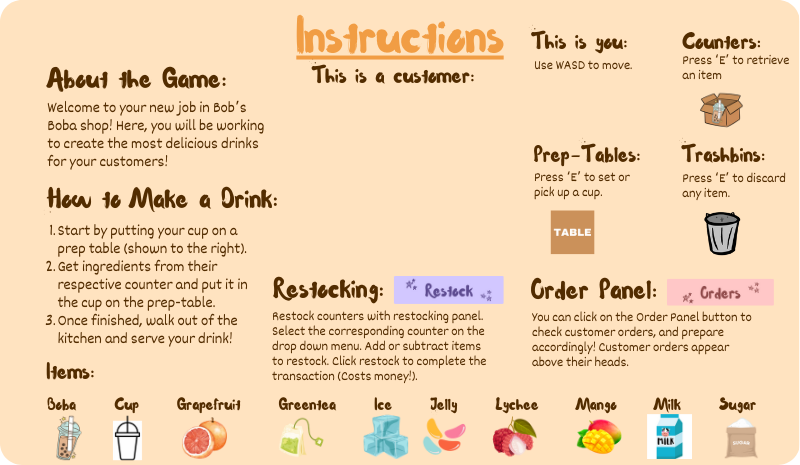 Instructions
About the Game:
Welcome to your new job in Bob's
Boba shop! Here, you will be working
to create the most delicious drinks
for your customers!
How to Make a Drink:
1. Start by putting your cup on a
prep table (shown to the right).
2. Get ingredients from their
respective counter and put it in
the cup on the prep-table.
3. Once finished, walk out of the
kitchen and serve your drink!
This is a customer:
This is you:
Use WASD to move.
Counters:
Press 'E' to retrieve
an item
Prep-Tables:
Press 'E' to set or
pick up a cup.
TABLE
Trashbins:
Press 'E' to discard
any item.
Restocking:
Restock
Restock counters with restocking panel.
Select the corresponding counter on the
drop down menu. Add or subtract items
to restock. Click restock to complete the
transaction (Costs money!).
Order Panel:
Orders
You can click on the Order Panel button to
check customer orders, and prepare
accordingly! Customer orders appear
above their heads.
Items:
Boba Cup Grapefruit Greentea Ice Jelly Lychee Mango Milk Sugar
MILK
SUGAR